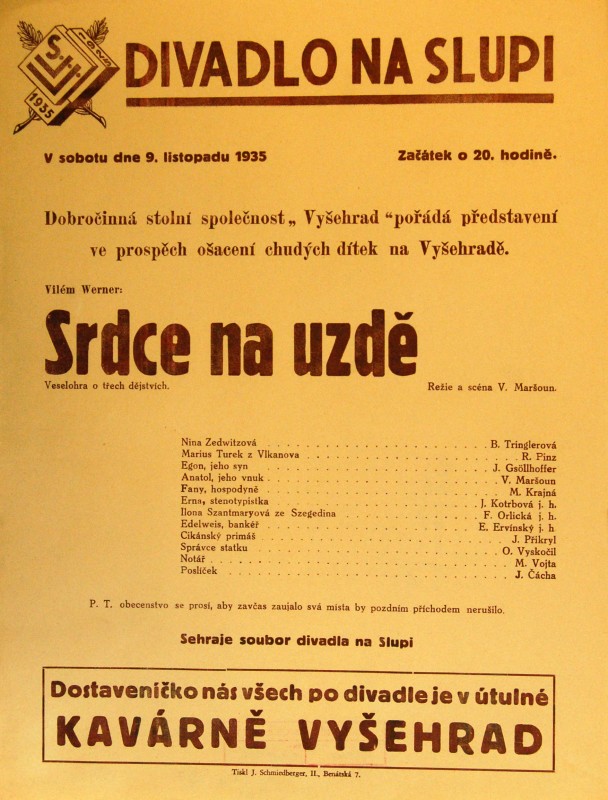 DIVADLO NA SLUPI
1935
V sobotu dne 9. listopadu 1935 Začátek o 20. hodině.
Dobročinná stolní společnost „ Vyšehrad “pořádá představení
ve prospěch ošacení chudých dítek na Vyšehradě.
Vilém Werner:
Srdce na uzdě
Veselohra o třech dějstvích. Režie a scéna V. Maršoun.
Nina Zedwitzová . . . . . . . . . . . . . . . B. Tringlerová
Marius Turek z Vlkanova . . . . . . . . . . . . . . . R. Pinz
Egon, jeho syn . . . . . . . . . . . . . . . J. Gsöllhoffer
Anatol, jeho vnuk . . . . . . . . . . . . . . . V. Maršoun
Fany, hospodyně . . . . . . . . . . . . . . . M. Krajná
Erna, stenotypistka . . . . . . . . . . . . . . . J. Kotrbová j. h.
Ilona Szantmaryová ze Szegedina . . . . . . . . . . . . F. Orlická j. h.
Edelweis, bankéř . . . . . . . . . . . . . . . E. Ervínský j. h
Cikánský primáš . . . . . . . . . . . . . . . J. Přikryl
Správce statku . . . . . . . . . . . . . . . O. Vyskočil
Notář . . . . . . . . . . . . . . . M. Vojta
Poslíček . . . . . . . . . . . . . . . J. Čácha
P. T. obecenstvo se prosí, aby zavčas zaujalo svá místa by pozdním příchodem nerušilo.
Sehraje soubor divadla na Slupi
Dostaveníčko nás všech po divadle je v útulné
KAVÁRNĚ VYŠEHRAD
Tiskl J. Schmiedberger, II., Benátská 7.